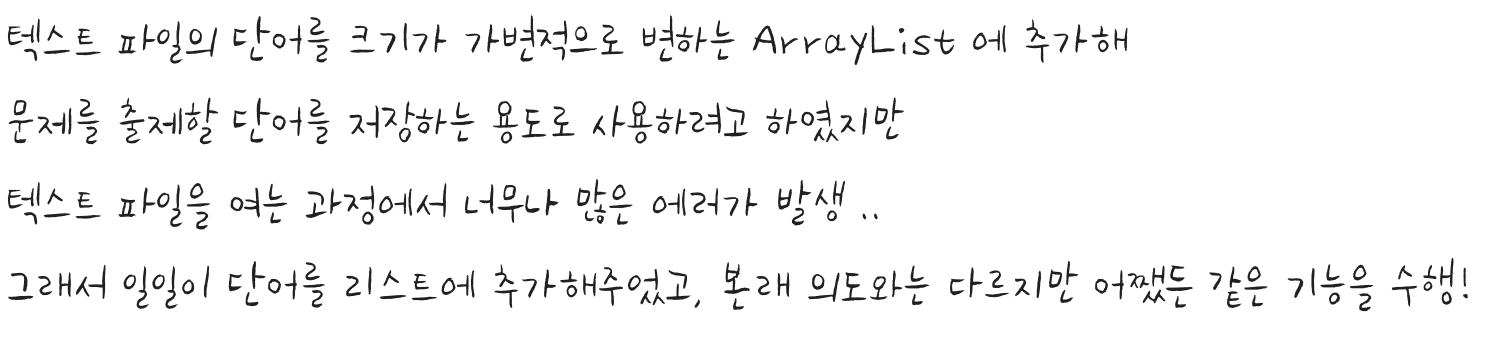 텍스트 파일의 단어를 크기가 가변적으로 변하는 ArrayList 에 추가해
문제를 출제할 단어를 저장하는 용도로 사용하려고 하였지만
텍스트 파일을 여는 과정에서 너무나 많은 에러가 발생 ..
그래서 일일이 단어를 리스트에 추가해주었고, 본래 의도와는 다르지만 어쨌든 같은 기능을 수행!